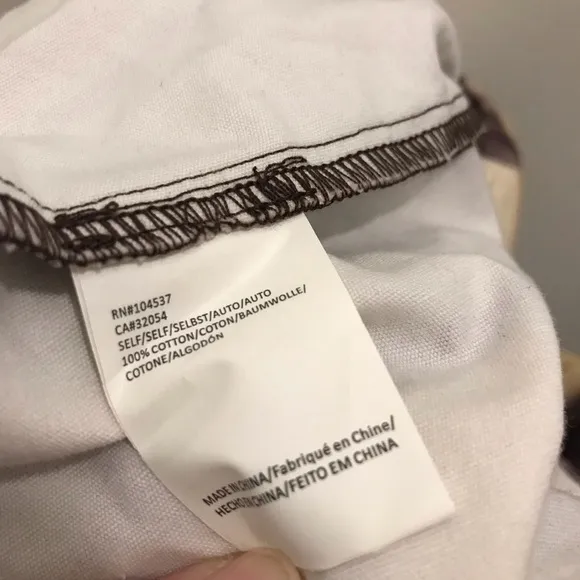 RN#104537
CA#32054
SELF/SELF/SELBST/AUTO/AUTO
100% COTTON/COTON/BAUMWOLLE/
COTONE/ALGODÓN
MADE IN CHINA/Fabriqué en Chine/
HECHO EN CHINA/FEITO EM CHINA